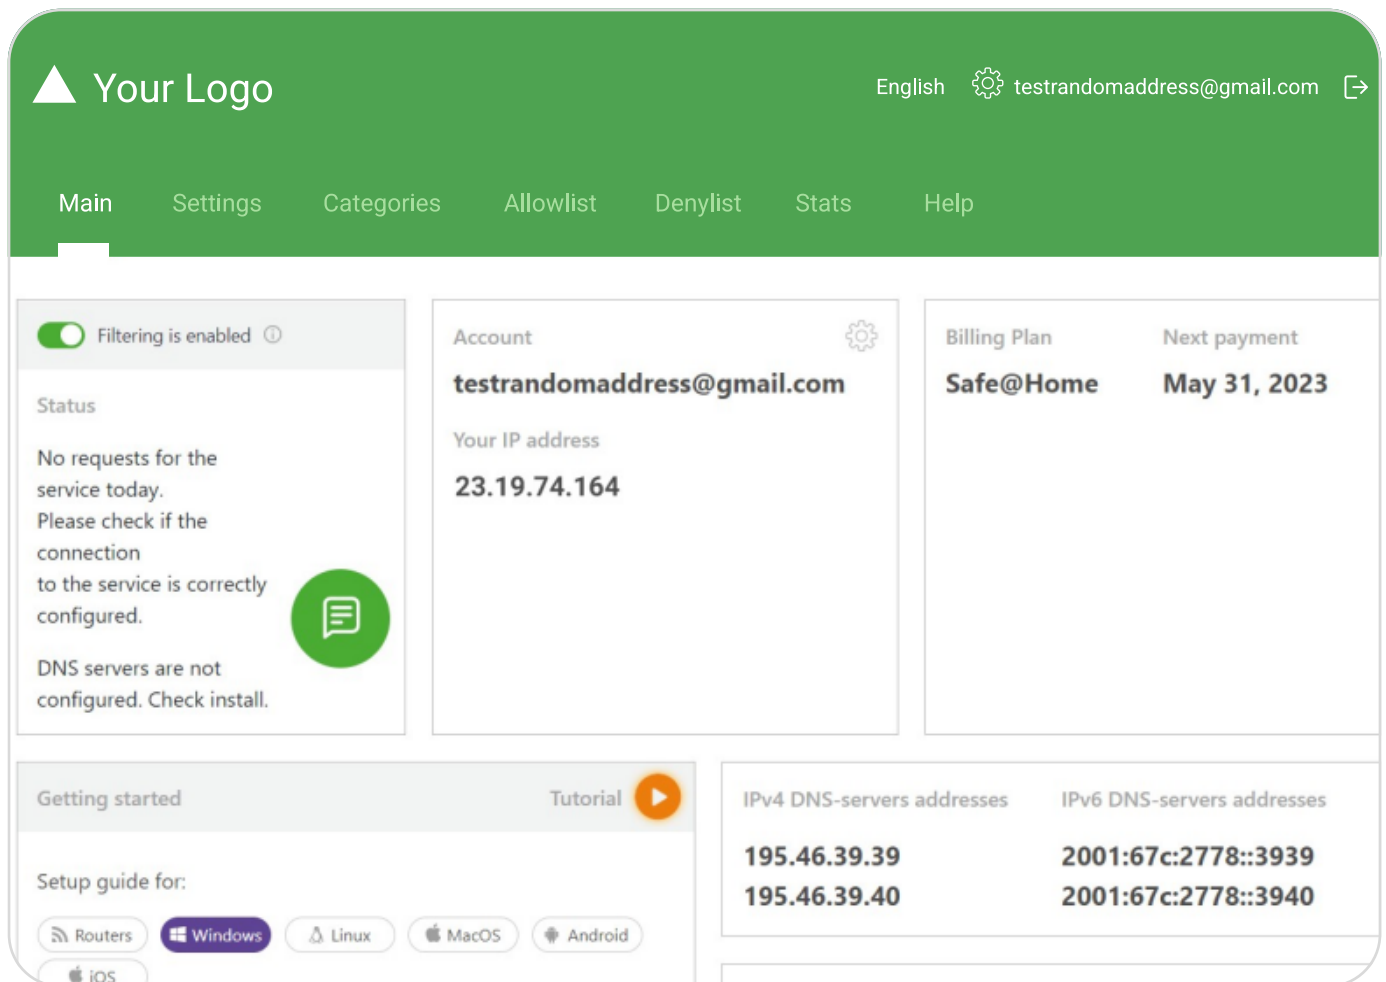 Your Logo
English testrandomaddress@gmail.com
Main Settings Categories Allowlist Denylist Stats Help
Filtering is enabled
Status
No requests for the
service today.
Please check if the
connection
to the service is correctly
configured.
DNS servers are not
configured. Check install.
Account
testrandomaddress@gmail.com
Your IP address
23.19.74.164
Billing Plan Next payment
Safe@Home May 31, 2023
Getting started Tutorial
Setup guide for:
Routers Windows Linux MacOS Android
iOS
IPv4 DNS-servers addresses IPv6 DNS-servers addresses
195.46.39.39 2001:67c:2778::3939
195.46.39.40 2001:67c:2778::3940